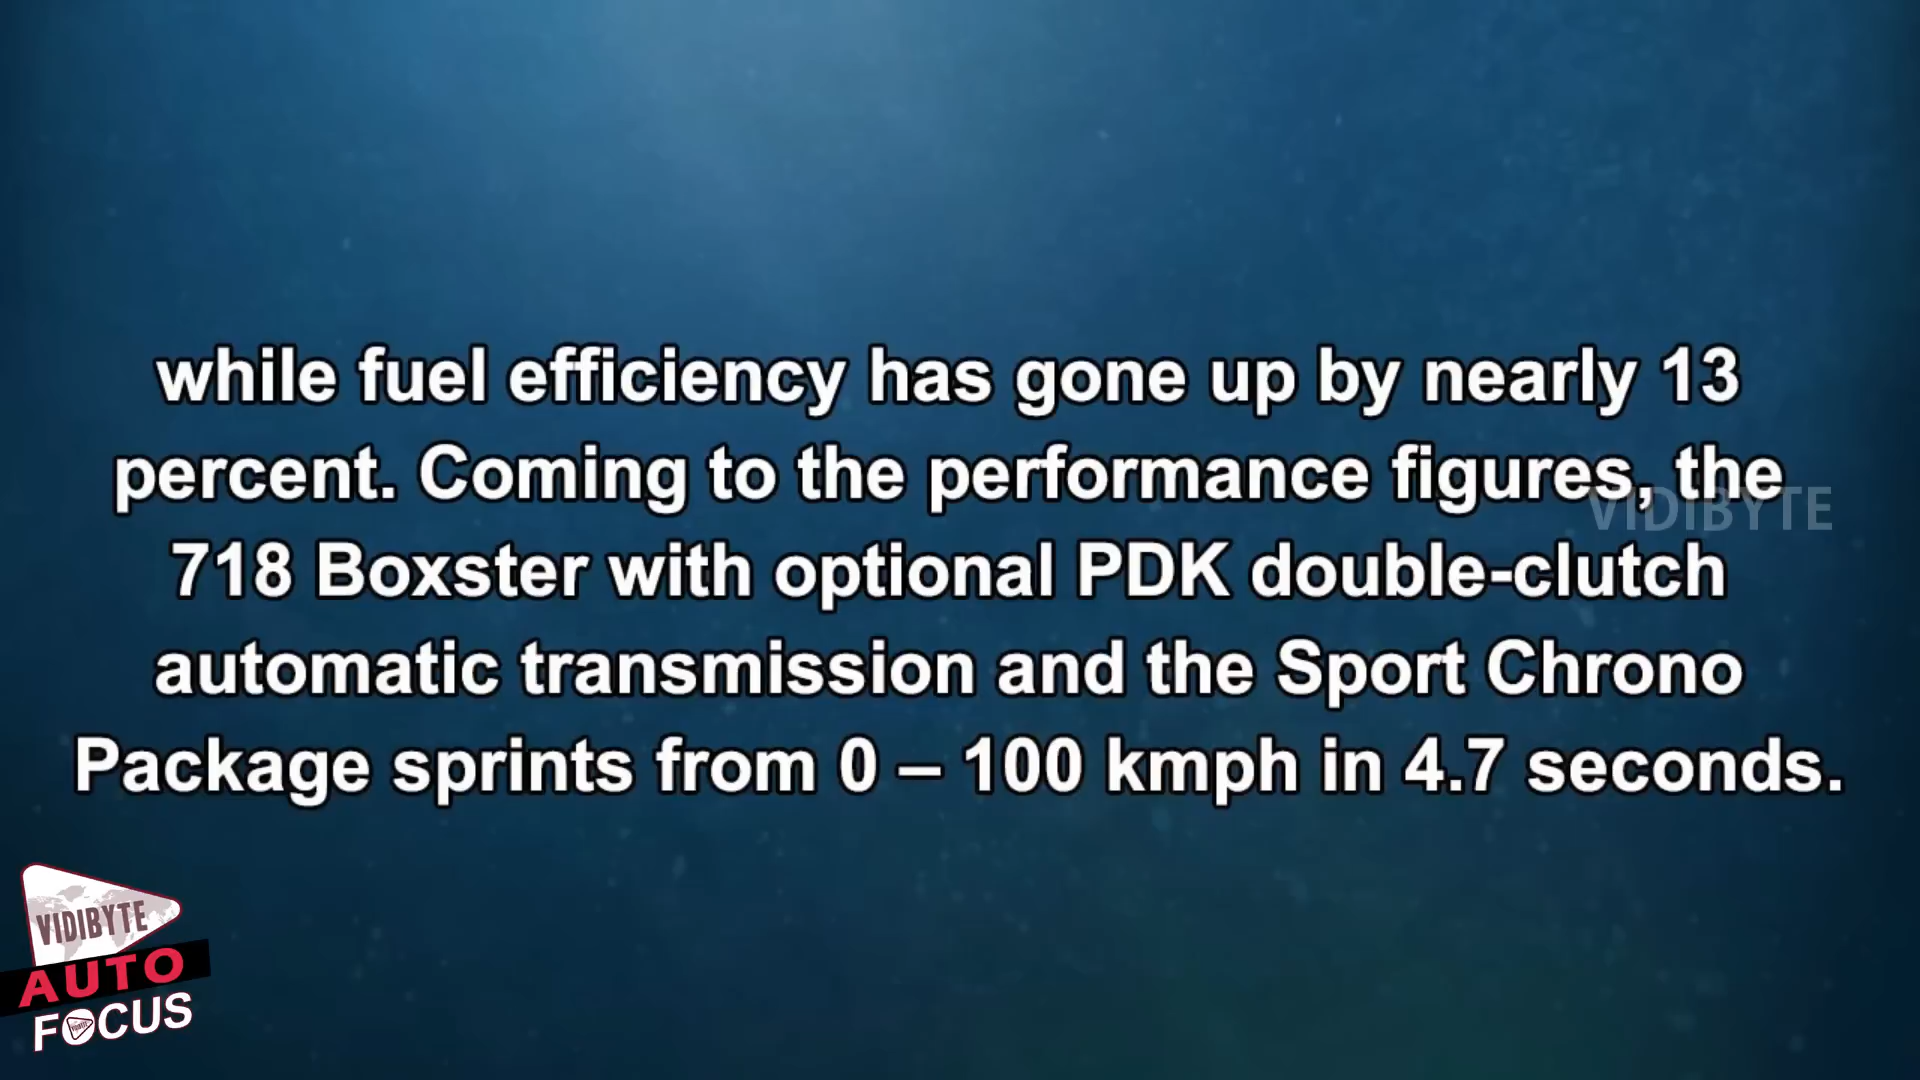 while fuel efficiency has gone up by nearly 13
percent. Coming to the performance figures, the
VIDIBYTE
718 Boxster with optional PDK double-clutch
automatic transmission and the Sport Chrono
Package sprints from 0 – 100 kmph in 4.7 seconds.
VIDIBYTE
AUTO
FOCUS